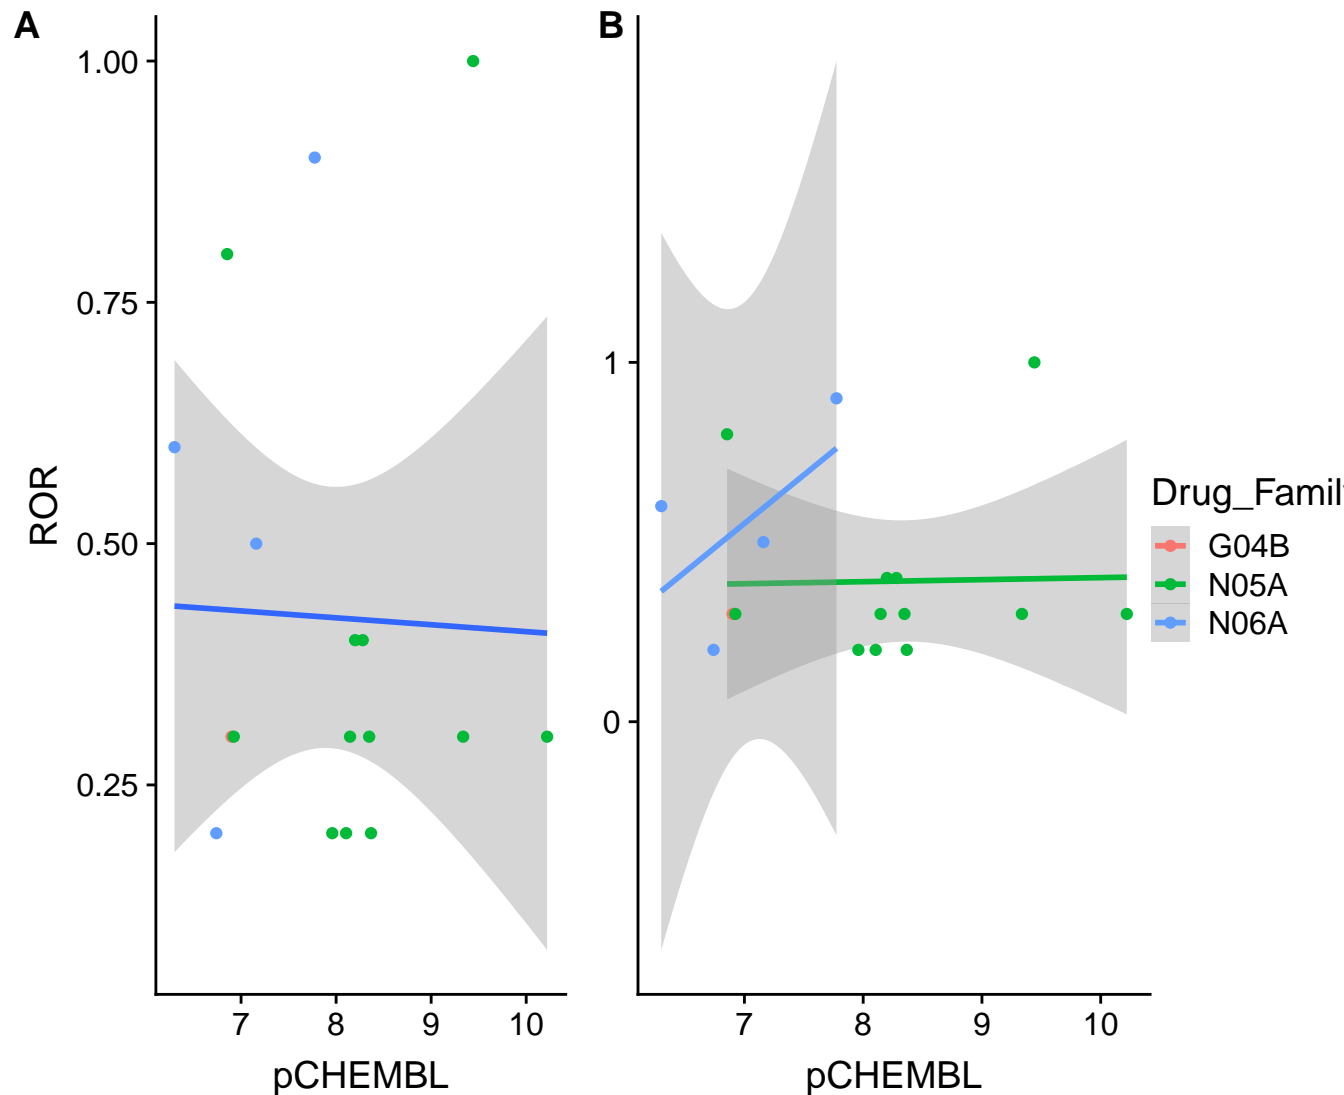 A
B
1.00
0.75
0.50
0.25
ROR
7 8 9 10
pCHEMBL
1
0
7 8 9 10
pCHEMBL
Drug_Famil
G04B
N05A
N06A